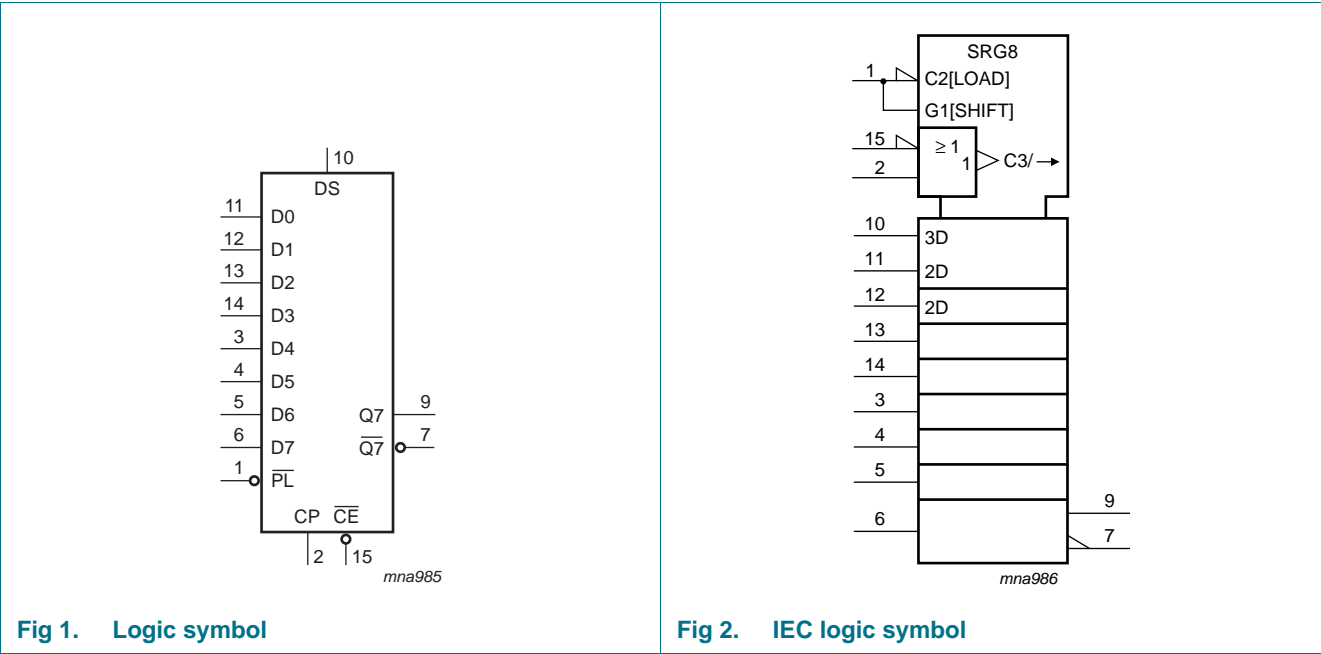 10
DS
11 D0
12 D1
13 D2
14 D3
3 D4
4 D5
5 D6 Q7 9
6 D7 Q7 7
1 PL
CP CE
2 15
mna985
Fig 1. Logic symbol
SRG8
1 C2[LOAD]
G1[SHIFT]
15 ≥ 1
1 C3/→
2
10 3D
11 2D
12 2D
13
14
3
4
5
9
6
7
mna986
Fig 2. IEC logic symbol